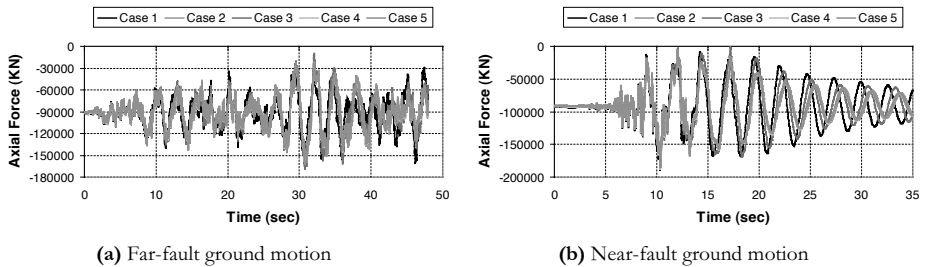 Case 1 Case 2 Case 3 Case 4 Case 5
Axial Force (KN)
0
-30000
-60000
-90000
-120000
-150000
-180000
0 10 20 30 40 50
Time (sec)
(a) Far-fault ground motion
Case 1 Case 2 Case 3 Case 4 Case 5
Axial Force (KN)
0
-50000
-100000
-150000
-200000
0 5 10 15 20 25 30 35
Time (sec)
(b) Near-fault ground motion